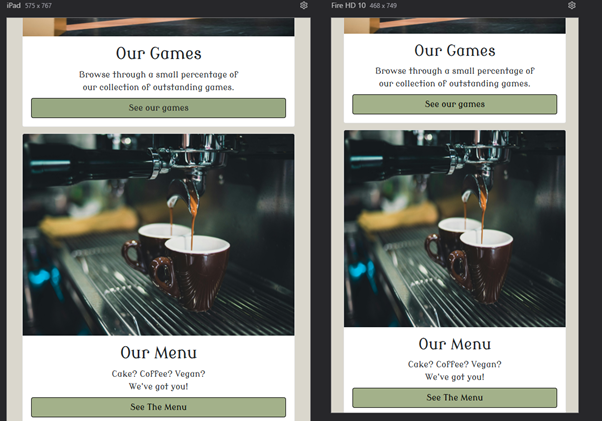 iPad 575 x 767
Our Games
Browse through a small percentage of
our collection of outstanding games.
See our games
Our Menu
Cake? Coffee? Vegan?
We've got you!
See The Menu
Fire HD 10 468 x 749
Our Games
Browse through a small percentage of
our collection of outstanding games.
See our games
Our Menu
Cake? Coffee? Vegan?
We've got you!
See The Menu